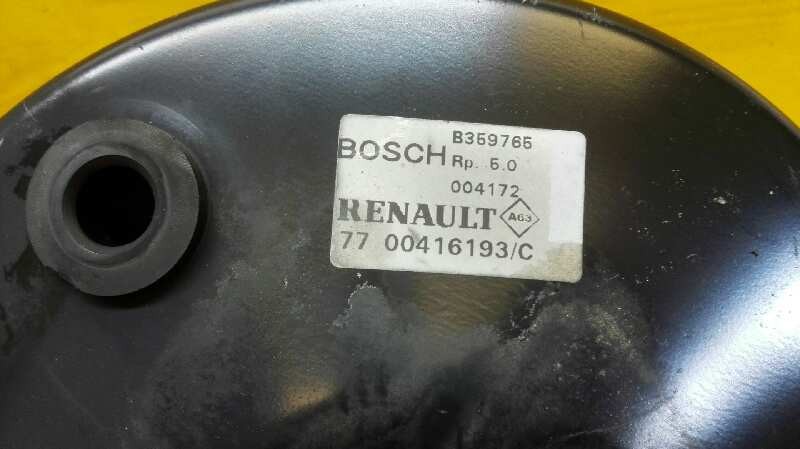 B359765
BOSCH Rp. 5.0
004172
RENAULT A63
77 00416193/C